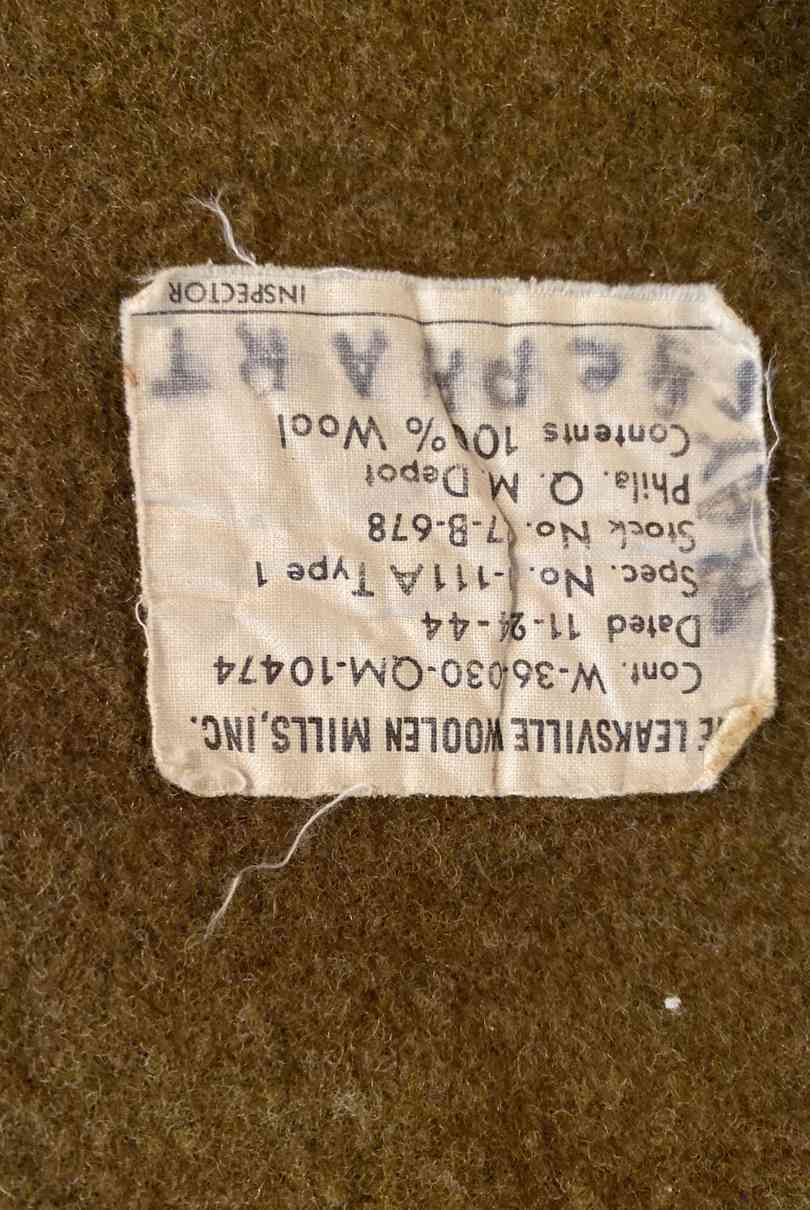 LEAKSVILLE WOOLEN MILLS, INC.
Cont. W-36-030-QM-10474
Dated 11-24-44
Spec. No. -111A Type 1
Stock No. 7-B-678
Phila. Q. M Depot
Contents 100% Wool
INSPECTOR